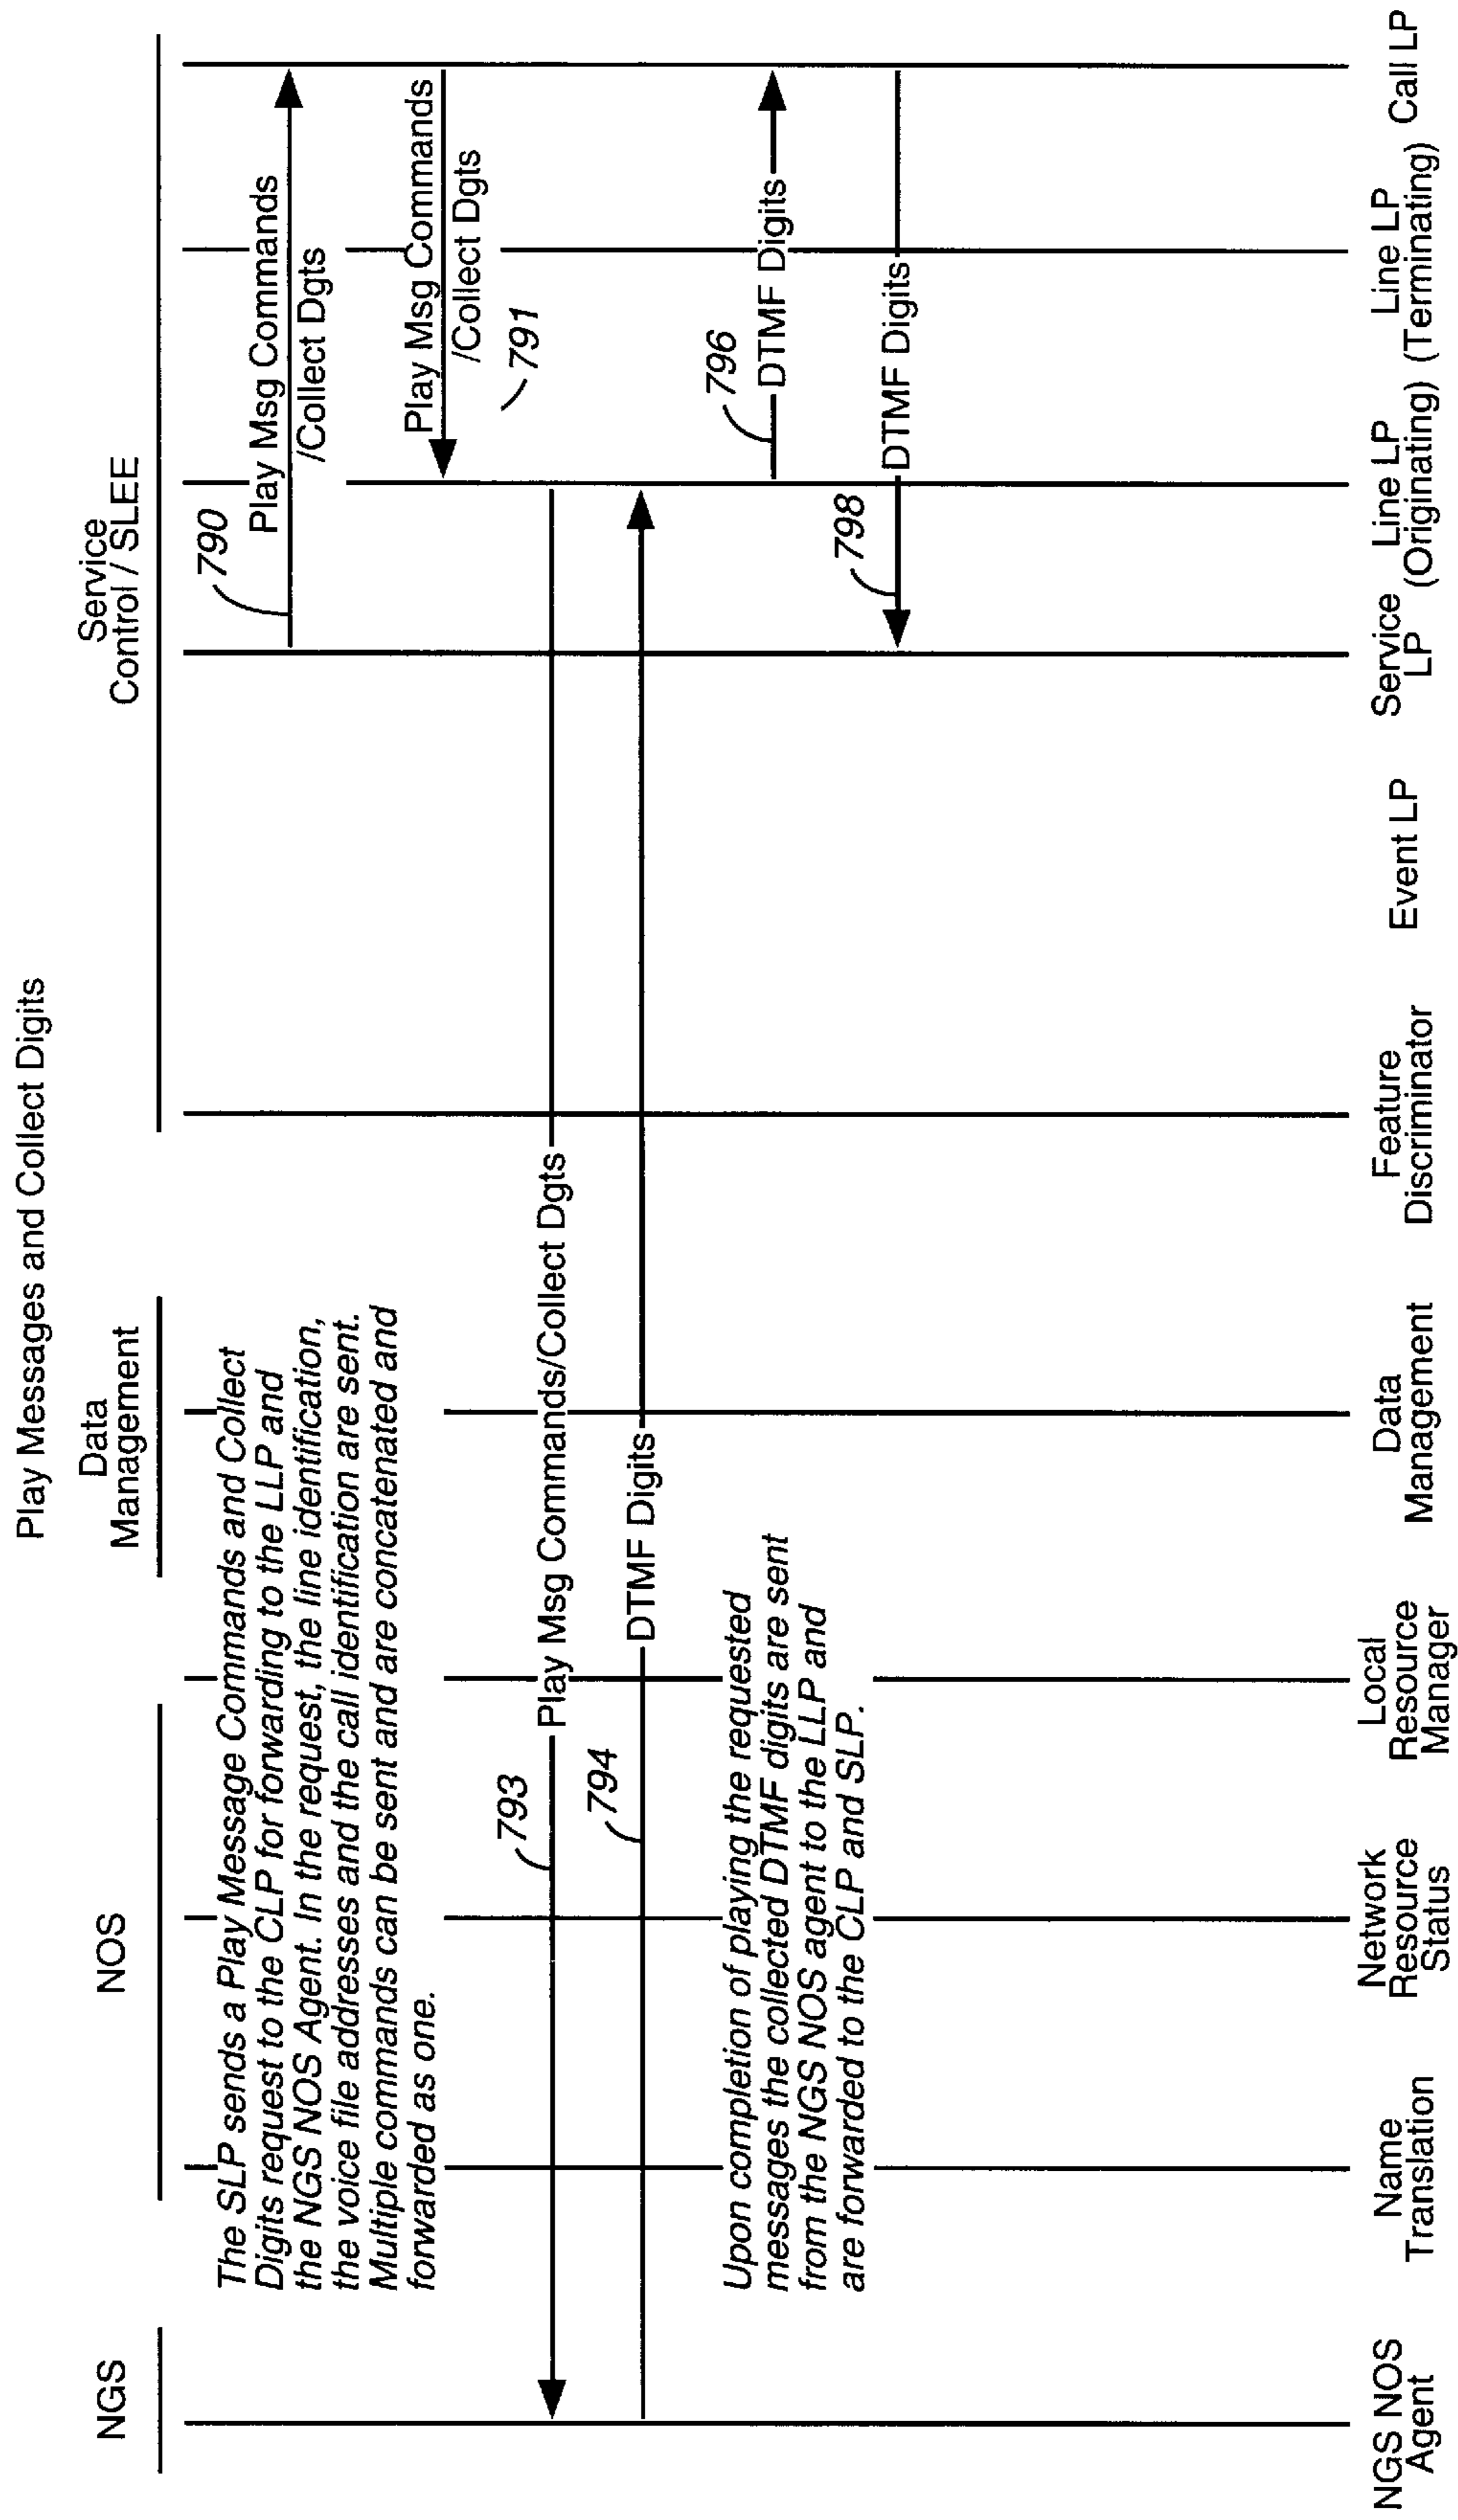 Play Messages and Collect Digits
NGS
NOS
Data
Management
Service
Control / SLEE
The SLP sends a Play Message Commands and Collect
Digits request to the CLP for forwarding to the LLP and
the NGS NOS Agent. In the request, the line identification,
the voice file addresses and the call identification are sent.
Multiple commands can be sent and are concatenated and
forwarded as one.
790
Play Msg Commands
/Collect Dgts
Play Msg Commands
/Collect Dgts
791
793
Play Msg Commands/Collect Dgts
794
DTMF Digits
Upon completion of playing the requested
messages the collected DTMF digits are sent
from the NGS NOS agent to the LLP and
are forwarded to the CLP and SLP.
796
DTMF Digits
798
DTMF Digits
NGS NOS
Agent
Name
Translation
Network
Resource
Status
Local
Resource
Manager
Data
Management
Feature
Discriminator
Event LP
Service
LP
Line LP
(Originating)
Line LP
(Terminating)
Call LP